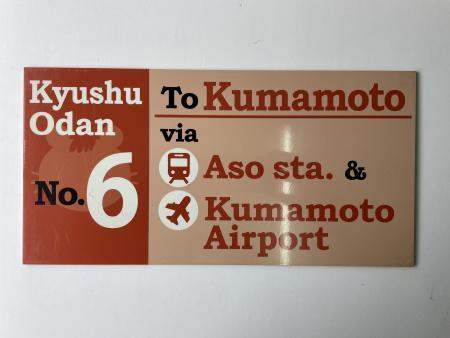 Kyushu
Odan
No. 6
To Kumamoto
via
Aso sta. &
Kumamoto
Airport